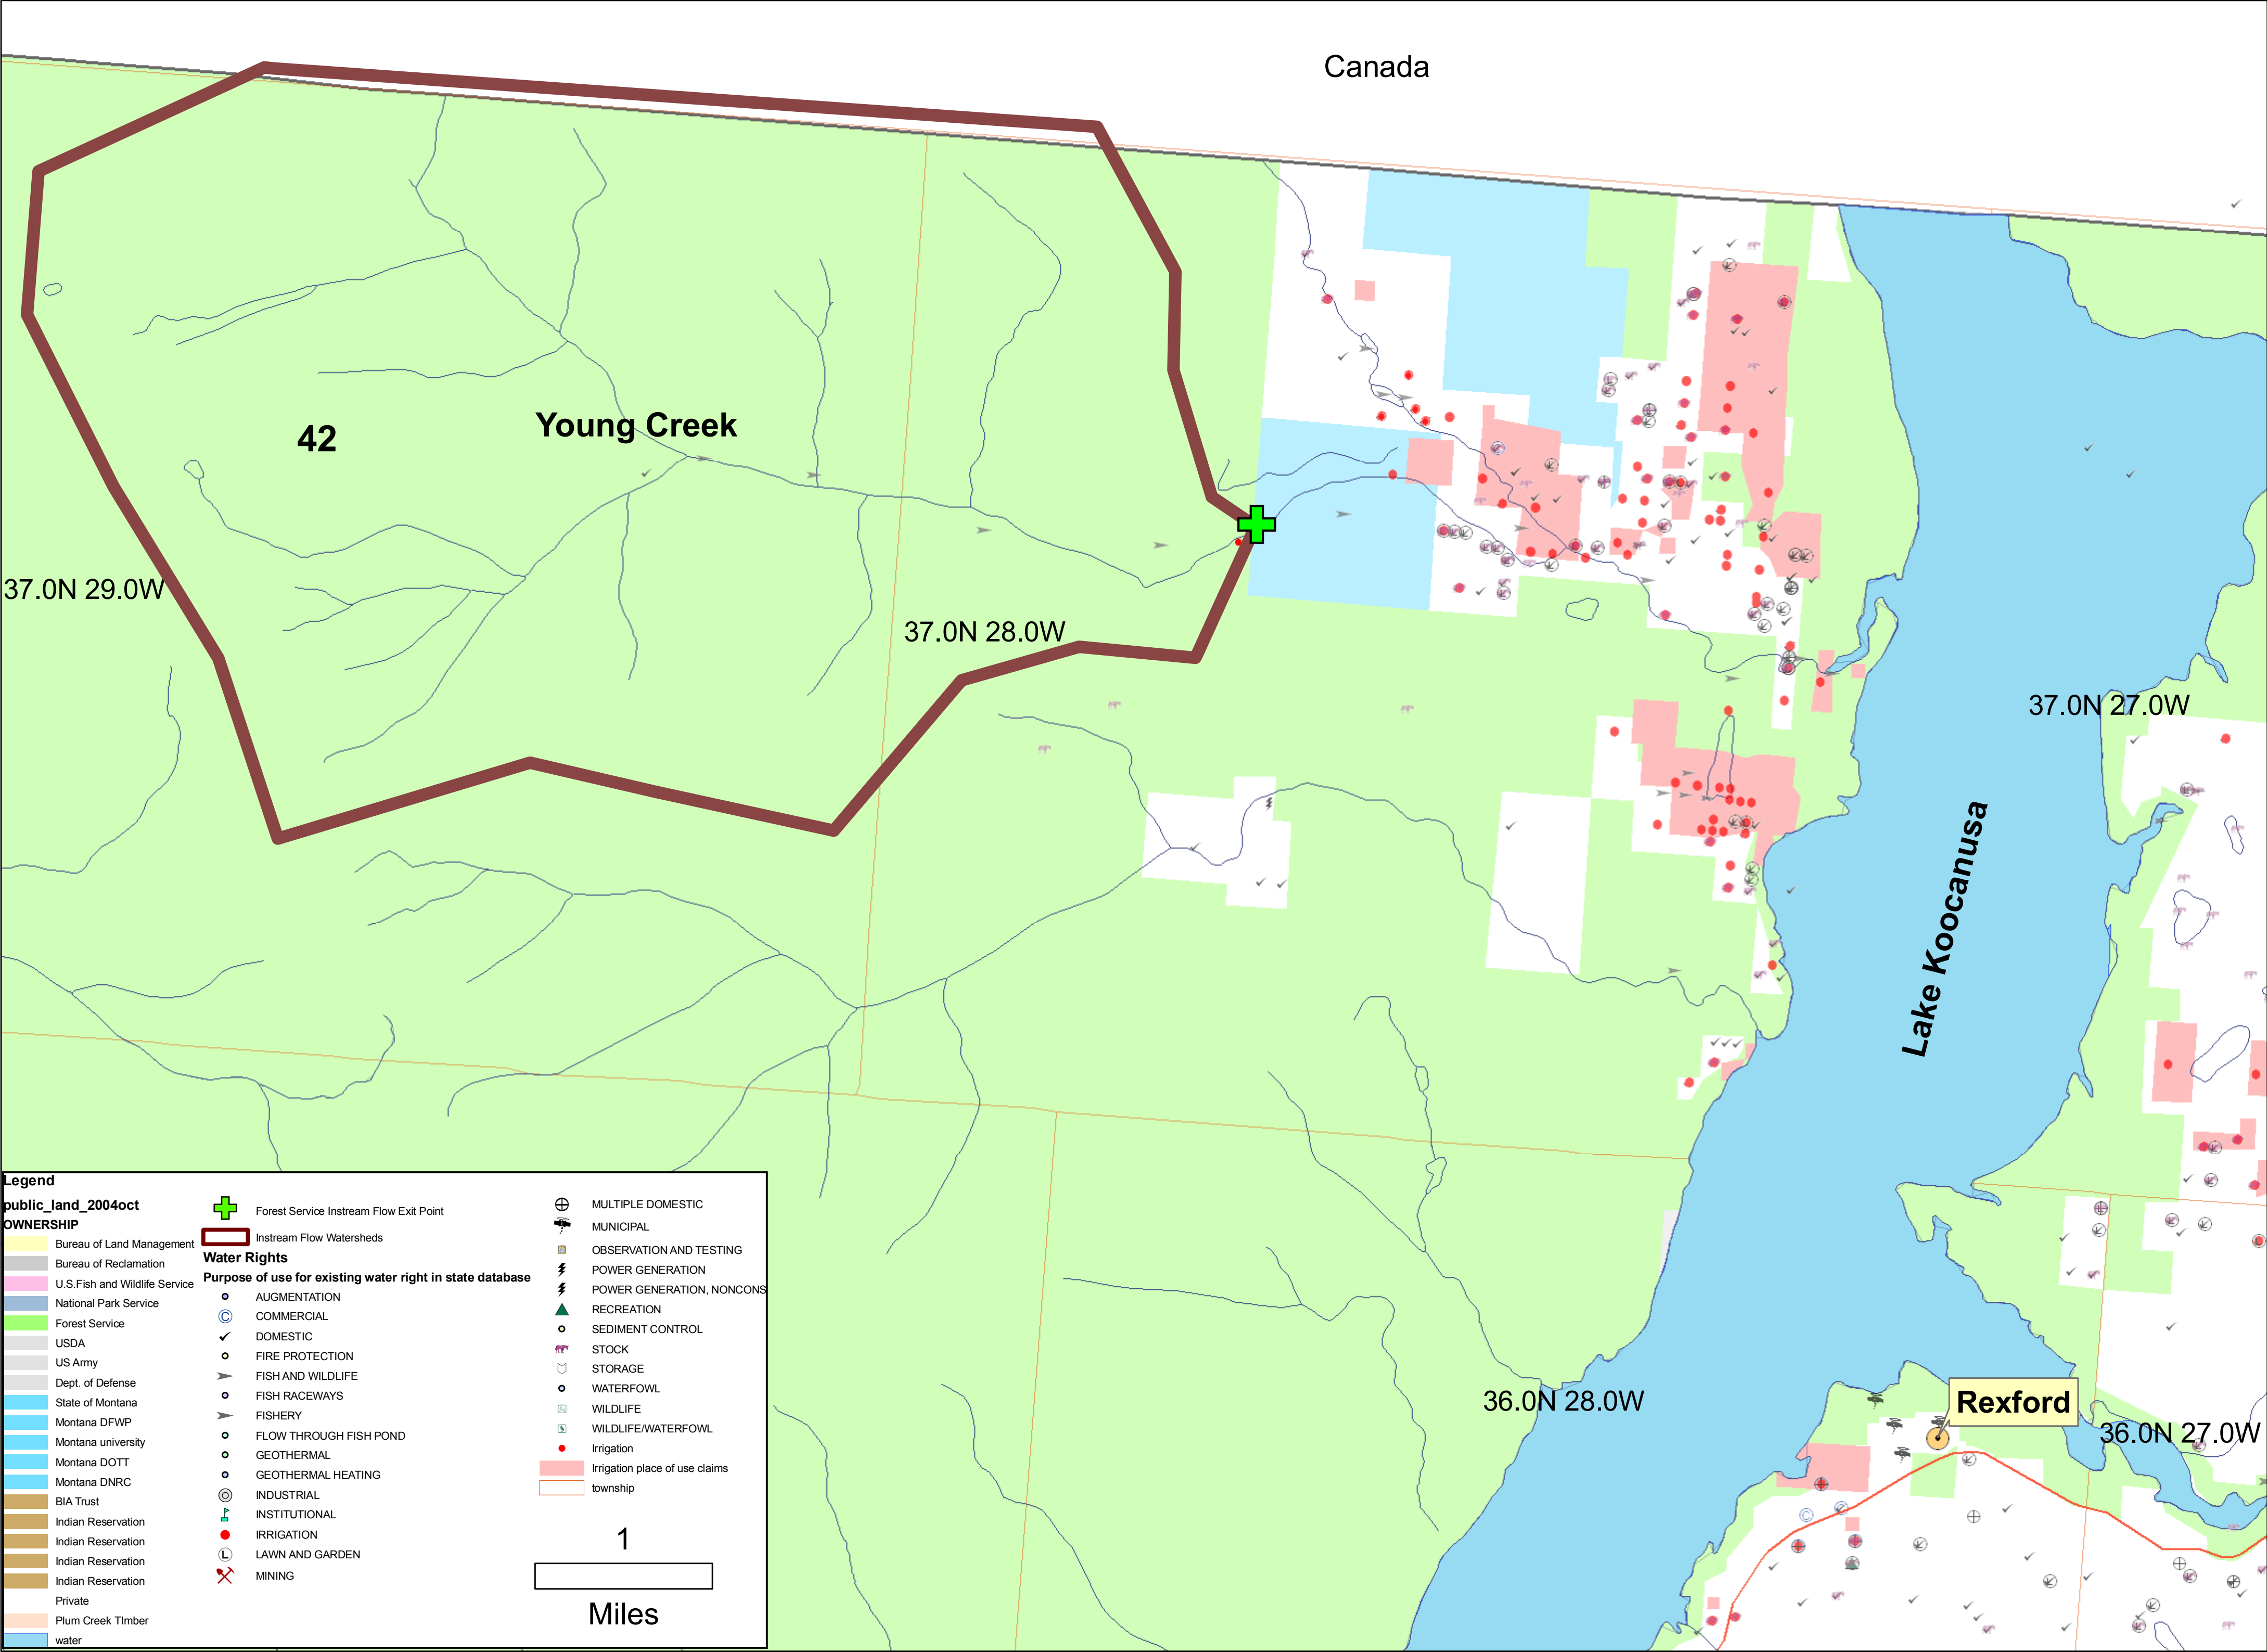 Canada
42
Young Creek
37.0N 29.0W
37.0N 28.0W
37.0N 27.0W
Lake Koocanusa
36.0N 28.0W
Rexford
36.0N 27.0W
Legend
public_land_2004oct
OWNERSHIP
Bureau of Land Management
Bureau of Reclamation
U.S.Fish and Wildlife Service
National Park Service
Forest Service
USDA
US Army
Dept. of Defense
State of Montana
Montana DFWP
Montana university
Montana DOTT
Montana DNRC
BIA Trust
Indian Reservation
Indian Reservation
Indian Reservation
Indian Reservation
Private
Plum Creek TImber
water
Forest Service Instream Flow Exit Point
Instream Flow Watersheds
Water Rights
Purpose of use for existing water right in state database
AUGMENTATION
COMMERCIAL
DOMESTIC
FIRE PROTECTION
FISH AND WILDLIFE
FISH RACEWAYS
FISHERY
FLOW THROUGH FISH POND
GEOTHERMAL
GEOTHERMAL HEATING
INDUSTRIAL
INSTITUTIONAL
IRRIGATION
LAWN AND GARDEN
MINING
MULTIPLE DOMESTIC
MUNICIPAL
OBSERVATION AND TESTING
POWER GENERATION
POWER GENERATION, NONCONS
RECREATION
SEDIMENT CONTROL
STOCK
STORAGE
WATERFOWL
WILDLIFE
WILDLIFE/WATERFOWL
Irrigation
Irrigation place of use claims
township
1
Miles